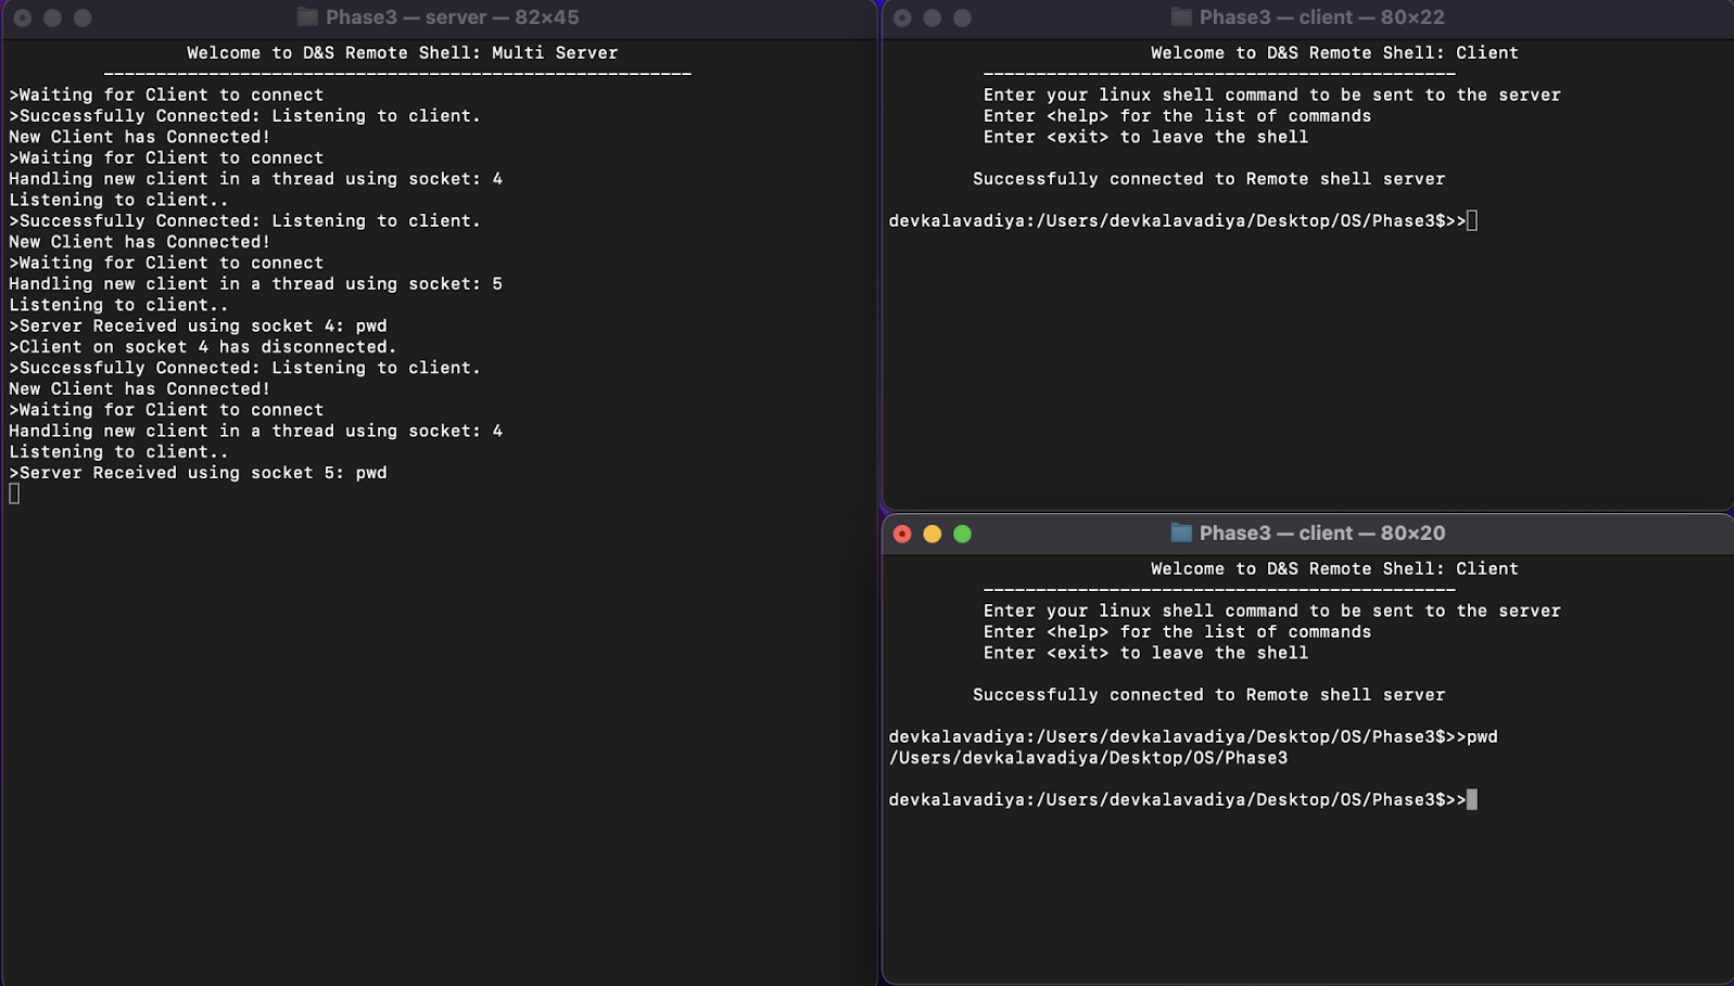 Phase3 — server — 82×45
Welcome to D&S Remote Shell: Multi Server
--------------------------------------------------------
>Waiting for Client to connect
>Successfully Connected: Listening to client.
New Client has Connected!
>Waiting for Client to connect
Handling new client in a thread using socket: 4
Listening to client..
>Successfully Connected: Listening to client.
New Client has Connected!
>Waiting for Client to connect
Handling new client in a thread using socket: 5
Listening to client..
>Server Received using socket 4: pwd
>Client on socket 4 has disconnected.
>Successfully Connected: Listening to client.
New Client has Connected!
>Waiting for Client to connect
Handling new client in a thread using socket: 4
Listening to client..
>Server Received using socket 5: pwd
Phase3 — client — 80×22
Welcome to D&S Remote Shell: Client
---------------------------------------------
Enter your linux shell command to be sent to the server
Enter <help> for the list of commands
Enter <exit> to leave the shell
Successfully connected to Remote shell server
devkalavadiya:/Users/devkalavadiya/Desktop/OS/Phase3$>>
Phase3 — client — 80×20
Welcome to D&S Remote Shell: Client
---------------------------------------------
Enter your linux shell command to be sent to the server
Enter <help> for the list of commands
Enter <exit> to leave the shell
Successfully connected to Remote shell server
devkalavadiya:/Users/devkalavadiya/Desktop/OS/Phase3$>>pwd
/Users/devkalavadiya/Desktop/OS/Phase3
devkalavadiya:/Users/devkalavadiya/Desktop/OS/Phase3$>>